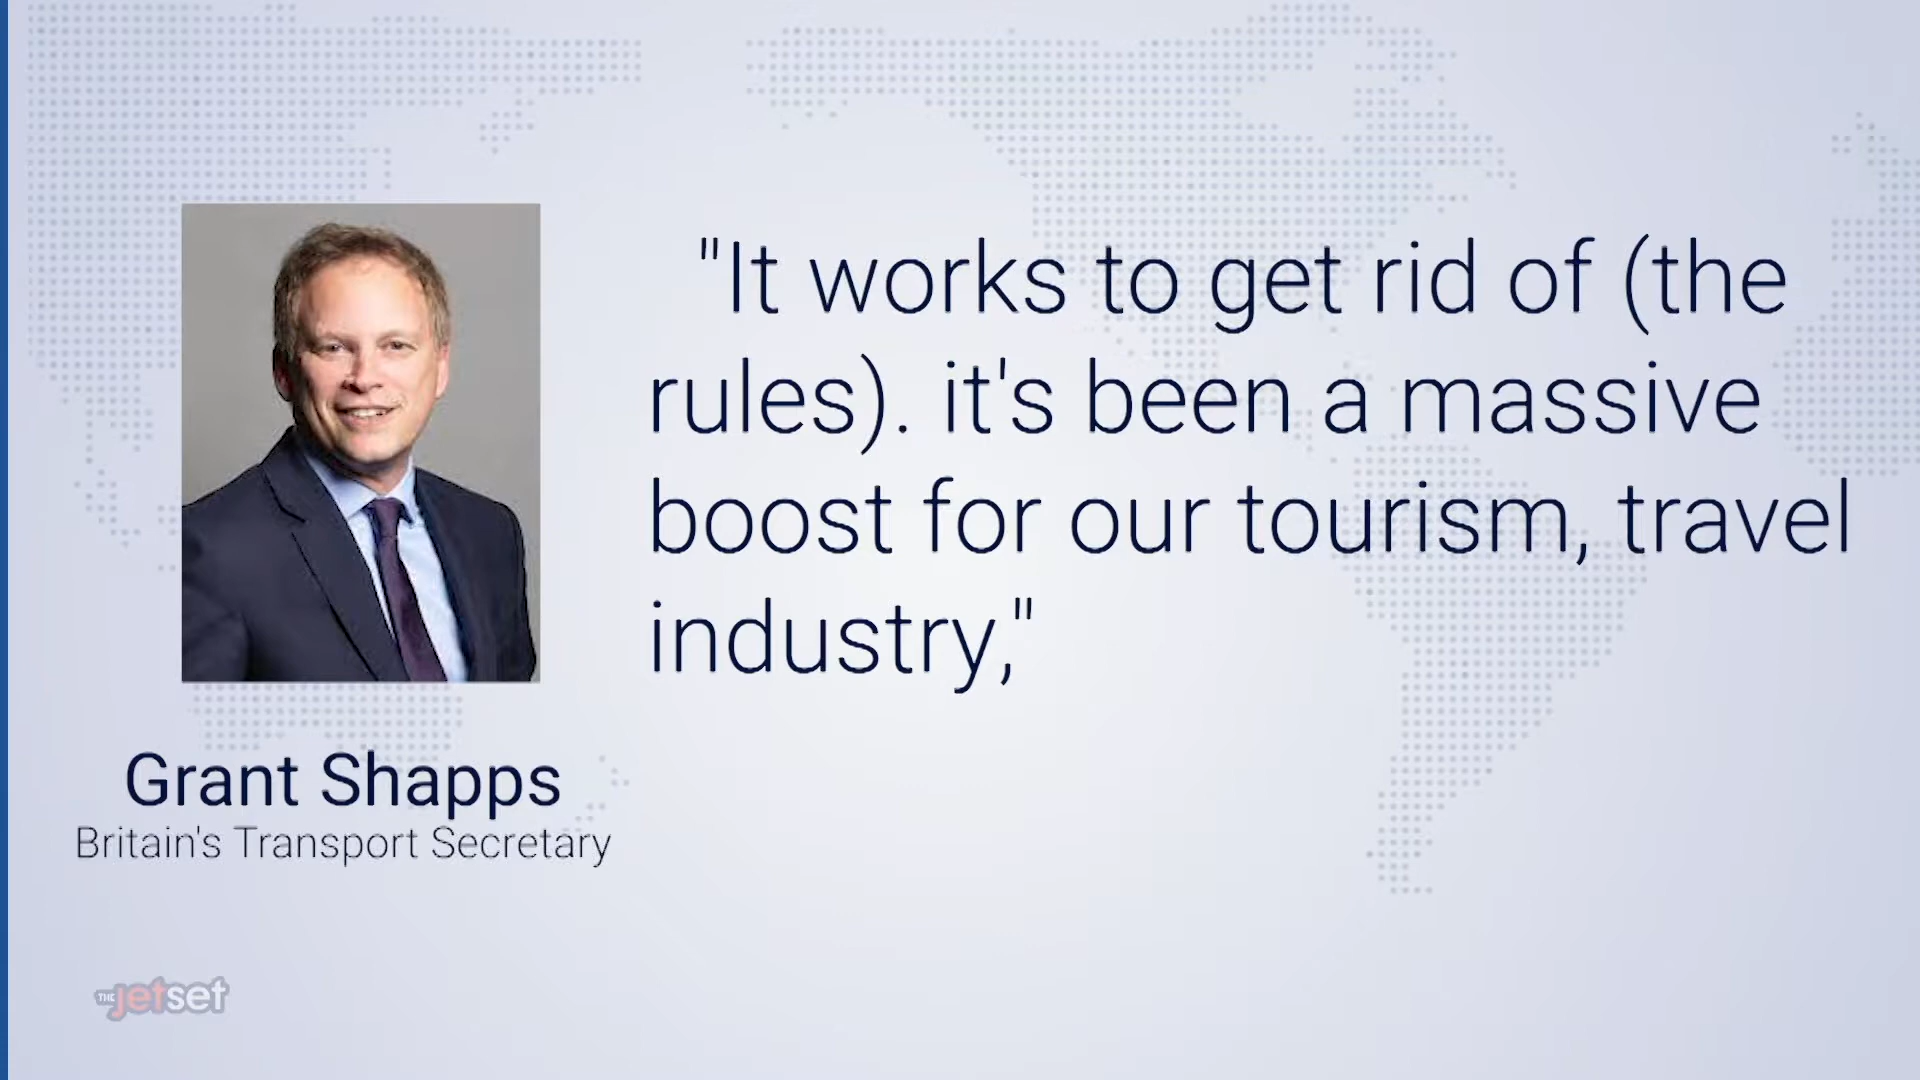 "It works to get rid of (the
rules). it's been a massive
boost for our tourism, travel
industry,"
Grant Shapps
Britain's Transport Secretary
THE jetset